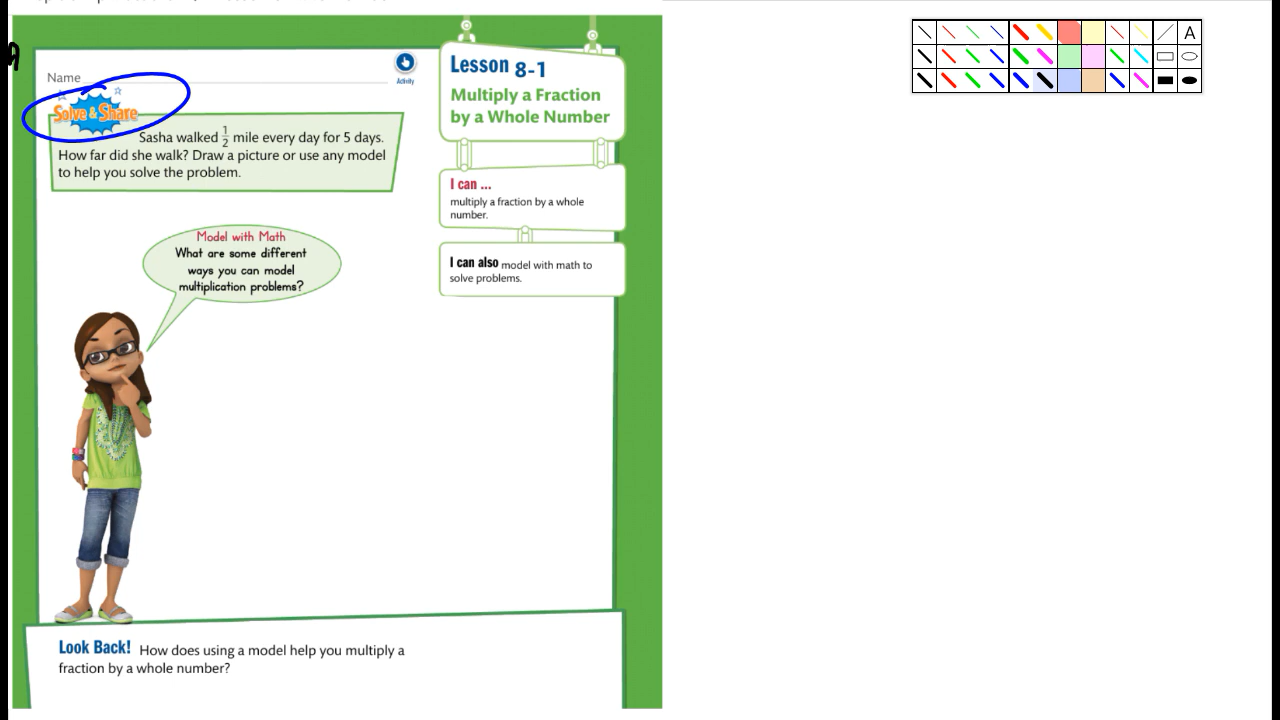 Name
Activity
Solve & Share
Sasha walked 1/2 mile every day for 5 days.
How far did she walk? Draw a picture or use any model
to help you solve the problem.
Lesson 8-1
Multiply a Fraction
by a Whole Number
I can ...
multiply a fraction by a whole
number.
I can also model with math to
solve problems.
Model with Math
What are some different
ways you can model
multiplication problems?
Look Back! How does using a model help you multiply a
fraction by a whole number?
A